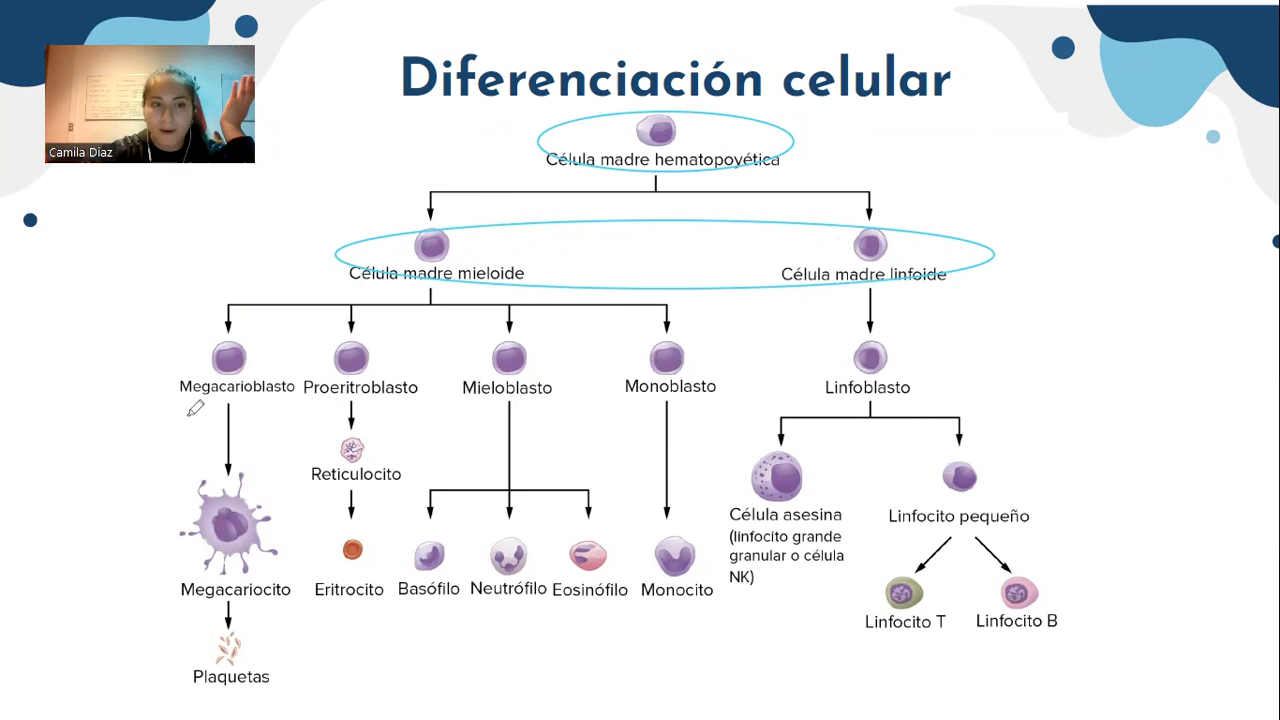 Diferenciación celular
Camila Díaz
Célula madre hematopoyética
Célula madre mieloide
Célula madre linfoide
Megacarioblasto
Proeritroblasto
Mieloblasto
Monoblasto
Linfoblasto
Reticulocito
Célula asesina
(linfocito grande
granular o célula
NK)
Linfocito pequeño
Megacariocito
Eritrocito
Basófilo
Neutrófilo
Eosinófilo
Monocito
Linfocito T
Linfocito B
Plaquetas